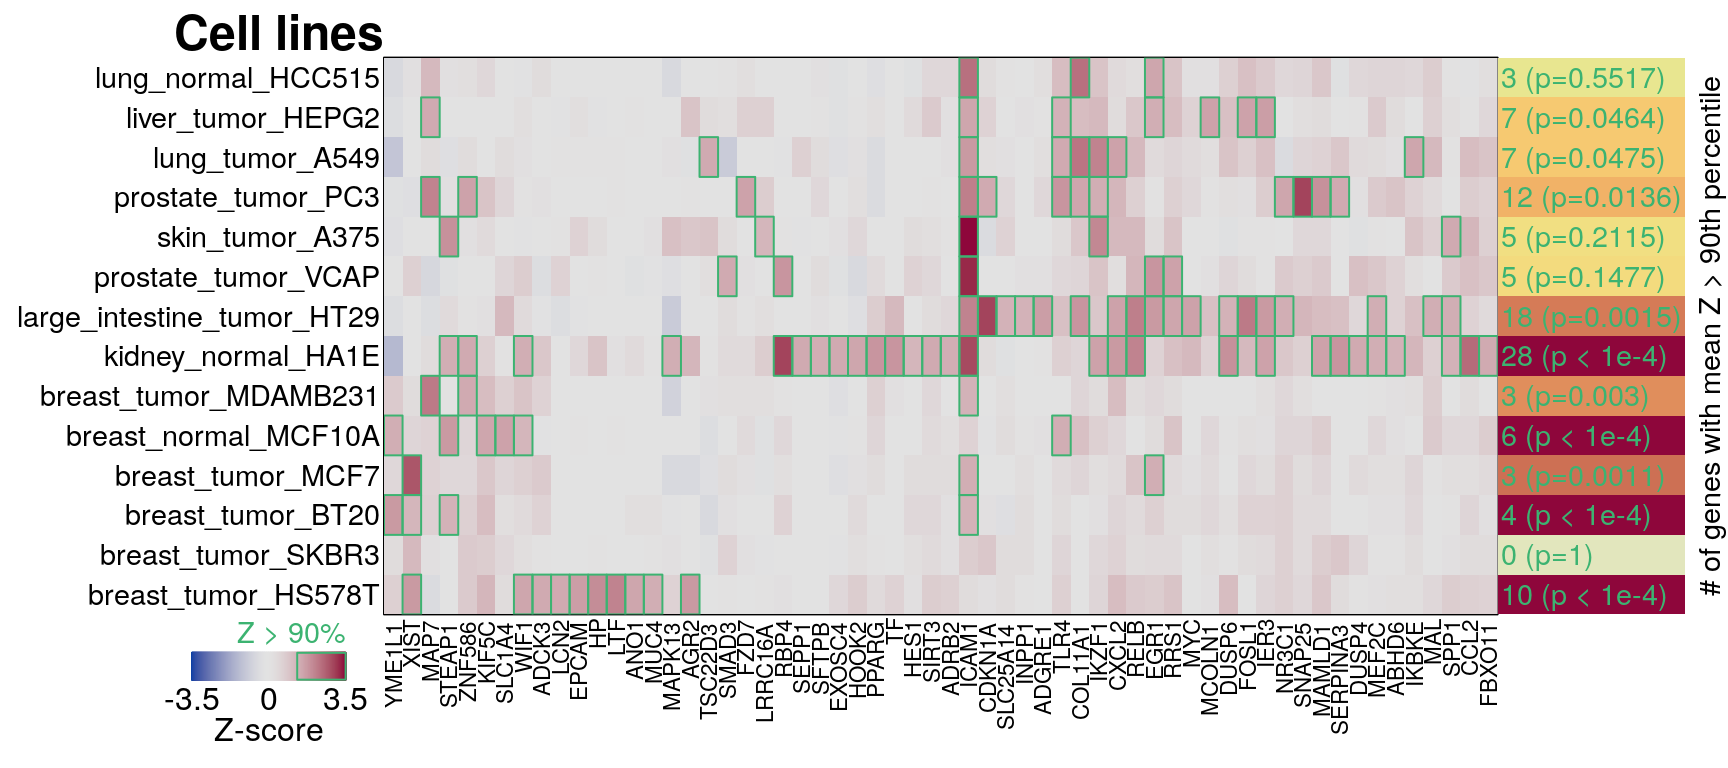 Cell lines
lung_normal_HCC515 3 (p=0.5517)
liver_tumor_HEPG2 7 (p=0.0464)
lung_tumor_A549 7 (p=0.0475)
prostate_tumor_PC3 12 (p=0.0136)
skin_tumor_A375 5 (p=0.2115)
prostate_tumor_VCAP 5 (p=0.1477)
large_intestine_tumor_HT29 18 (p=0.0015)
kidney_normal_HA1E 28 (p < 1e-4)
breast_tumor_MDAMB231 3 (p=0.003)
breast_normal_MCF10A 6 (p < 1e-4)
breast_tumor_MCF7 3 (p=0.0011)
breast_tumor_BT20 4 (p < 1e-4)
breast_tumor_SKBR3 0 (p=1)
breast_tumor_HS578T 10 (p < 1e-4)
# of genes with mean Z > 90th percentile
YME1L1
XIST
MAP7
STEAP1
ZNF586
KIF5C
SLC1A4
WIF1
ADCK3
LCN2
EPCAM
HP
LTF
ANO1
MUC4
MAPK13
AGR2
TSC22D3
SMAD3
FZD7
LRRC16A
RBP4
SEPP1
SFTPB
EXOSC4
HOOK2
PPARG
TF
HES1
SIRT3
ADRB2
ICAM1
CDKN1A
SLC25A14
INPP1
ADGRE1
TLR4
COL11A1
IKZF1
CXCL2
RELB
EGR1
RRS1
MYC
MCOLN1
DUSP6
FOSL1
IER3
NR3C1
SNAP25
MAMLD1
SERPINA3
DUSP4
MEF2C
ABHD6
IKBKE
MAL
SPP1
CCL2
FBXO11
Z > 90%
-3.5 0 3.5
Z-score